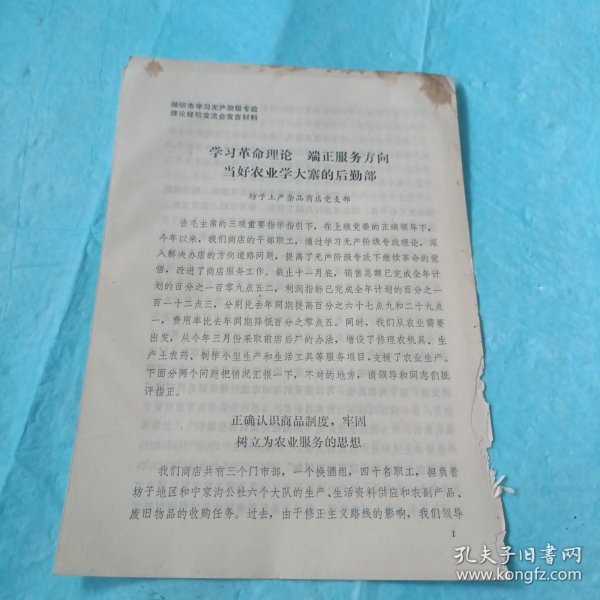 潍坊市学习无产阶级专政
理论经验交流会发言材料
学习革命理论 端正服务方向
当好农业学大寨的后勤部
坊子土产杂品商店党支部
在毛主席的三项重要指示指引下，在上级党委的正确领导下，
今年以来，我们商店的干部职工，通过学习无产阶级专政理论，深
入解决办店的方向道路问题，提高了无产阶级专政下继续革命的觉
悟，改进了商店服务工作。截止十一月底，销售总额已完成全年计
划的百分之一百零九点五二，利润指标已完成全年计划的百分之一
百一十二点三，分别比去年同期提高百分之六十七点九和二十九点
一，费用率比去年同期降低百分之零点五。同时，我们从农业需要
出发，从今年三月份采取前店后厂的办法，增设了修理农机具、生
产土农药、制作小型生产和生活工具等服务项目，支援了农业生产。
下面分两个问题把情况汇报一下，不对的地方，请领导和同志们批
评指正。
正确认识商品制度，牢固
树立为农业服务的思想
我们商店共有三个门市部，一个换酒组，四十名职工，担负着
坊子地区和宁家沟公社六个大队的生产、生活资料供应和农副产品、
废旧物品的收购任务。过去，由于修正主义路线的影响，我们领导
1
孔夫子旧书网
www.kongfz.com